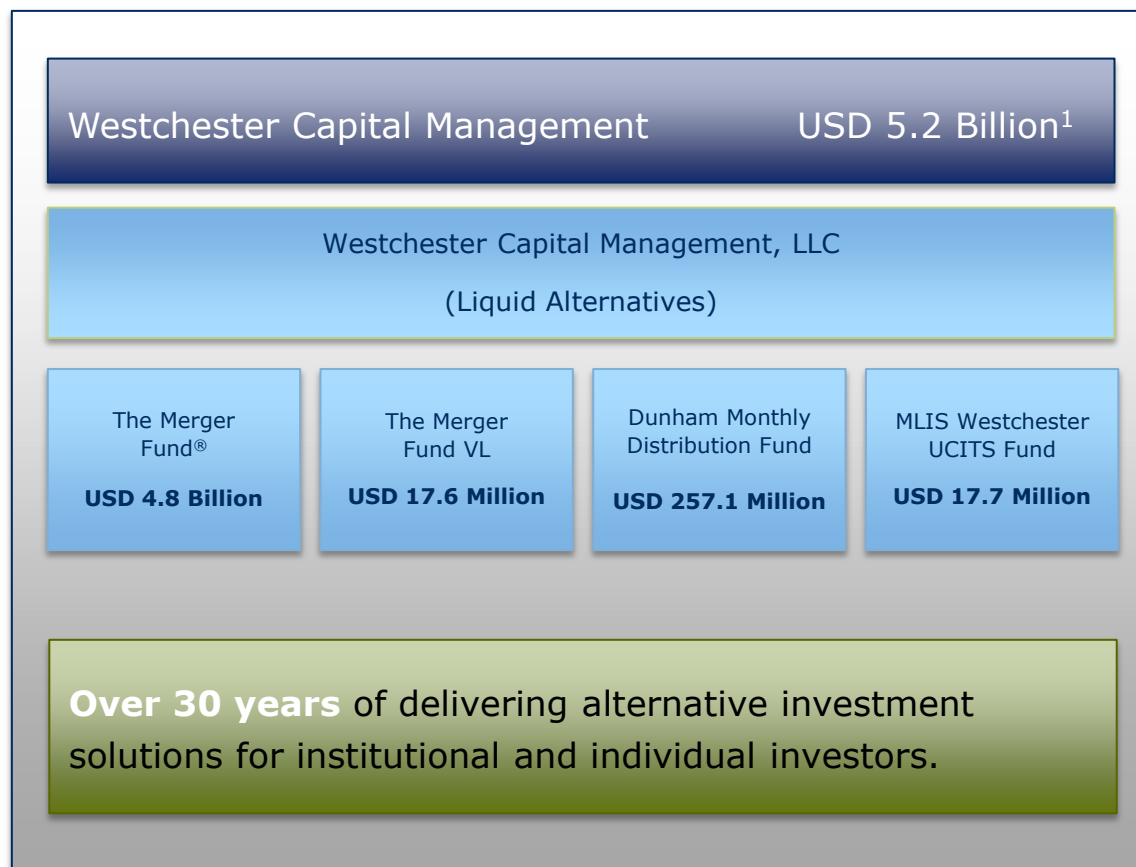 Westchester Capital Management USD 5.2 Billion¹
Westchester Capital Management, LLC
(Liquid Alternatives)
The Merger
Fund®
USD 4.8 Billion
The Merger
Fund VL
USD 17.6 Million
Dunham Monthly
Distribution Fund
USD 257.1 Million
MLIS Westchester
UCITS Fund
USD 17.7 Million
Over 30 years of delivering alternative investment
solutions for institutional and individual investors.